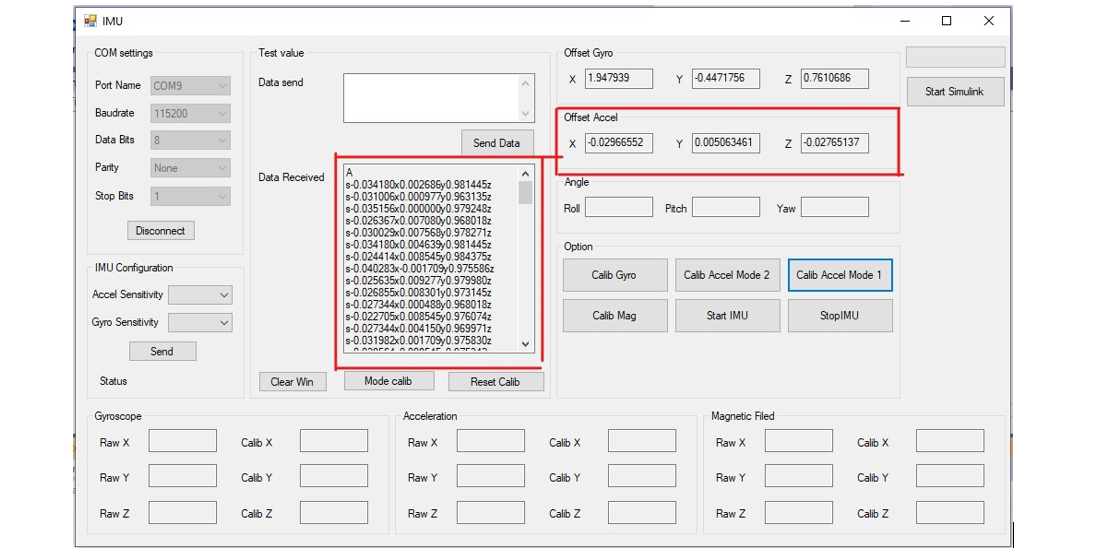 IMU
COM settings
Port Name COM9
Baudrate 115200
Data Bits 8
Parity None
Stop Bits 1
Disconnect
IMU Configuration
Accel Sensitivity
Gyro Sensitivity
Send
Status
Test value
Data send
Send Data
Data Received
A
s-0.034180x0.002686y0.981445z
s-0.031006x0.000977y0.963135z
s-0.035156x0.000000y0.979248z
s-0.026367x0.007080y0.968018z
s-0.030029x0.007568y0.978271z
s-0.034180x0.004639y0.981445z
s-0.024414x0.008545y0.984375z
s-0.040283x-0.001709y0.975586z
s-0.025635x0.009277y0.979980z
s-0.026855x0.008301y0.973145z
s-0.027344x0.000488y0.968018z
s-0.022705x0.008545y0.976074z
s-0.027344x0.004150y0.969971z
s-0.031982x0.001709y0.975830z
Clear Win Mode calib Reset Calib
Offset Gyro
X 1.947939 Y -0.4471756 Z 0.7610686
Offset Accel
X -0.02966552 Y 0.005063461 Z -0.02765137
Angle
Roll Pitch Yaw
Option
Calib Gyro Calib Accel Mode 2 Calib Accel Mode 1
Calib Mag Start IMU StopIMU
Start Simulink
Gyroscope
Raw X Calib X
Raw Y Calib Y
Raw Z Calib Z
Acceleration
Raw X Calib X
Raw Y Calib Y
Raw Z Calib Z
Magnetic Filed
Raw X Calib X
Raw Y Calib Y
Raw Z Calib Z